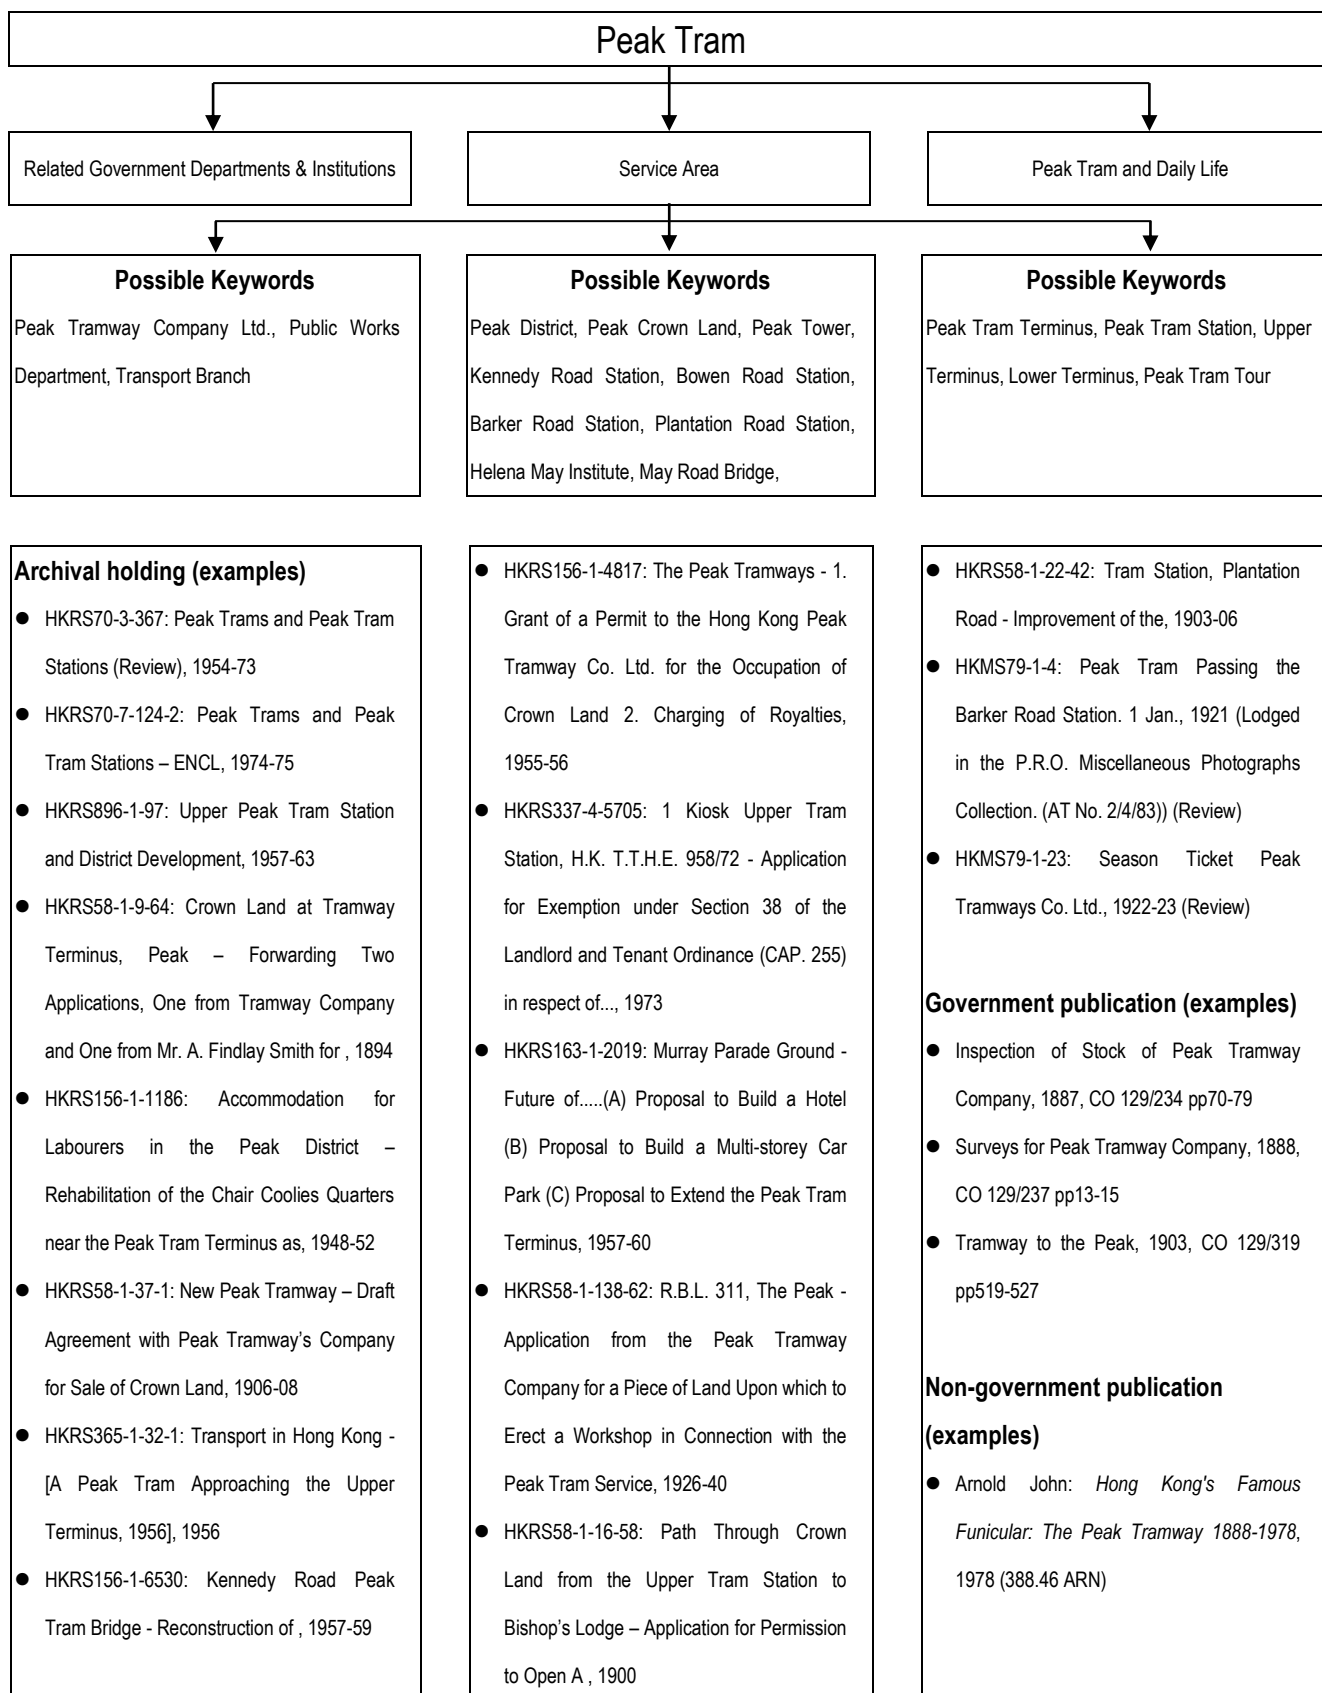 Peak Tram
Related Government Departments & Institutions
Service Area
Peak Tram and Daily Life
Possible Keywords
Peak Tramway Company Ltd., Public Works
Department, Transport Branch
Possible Keywords
Peak District, Peak Crown Land, Peak Tower,
Kennedy Road Station, Bowen Road Station,
Barker Road Station, Plantation Road Station,
Helena May Institute, May Road Bridge,
Possible Keywords
Peak Tram Terminus, Peak Tram Station, Upper
Terminus, Lower Terminus, Peak Tram Tour
Archival holding (examples)
● HKRS70-3-367: Peak Trams and Peak Tram
Stations (Review), 1954-73
● HKRS70-7-124-2: Peak Trams and Peak
Tram Stations – ENCL, 1974-75
● HKRS896-1-97: Upper Peak Tram Station
and District Development, 1957-63
● HKRS58-1-9-64: Crown Land at Tramway
Terminus, Peak – Forwarding Two
Applications, One from Tramway Company
and One from Mr. A. Findlay Smith for , 1894
● HKRS156-1-1186: Accommodation for
Labourers in the Peak District –
Rehabilitation of the Chair Coolies Quarters
near the Peak Tram Terminus as, 1948-52
● HKRS58-1-37-1: New Peak Tramway – Draft
Agreement with Peak Tramway’s Company
for Sale of Crown Land, 1906-08
● HKRS365-1-32-1: Transport in Hong Kong -
[A Peak Tram Approaching the Upper
Terminus, 1956], 1956
● HKRS156-1-6530: Kennedy Road Peak
Tram Bridge - Reconstruction of , 1957-59
● HKRS156-1-4817: The Peak Tramways - 1.
Grant of a Permit to the Hong Kong Peak
Tramway Co. Ltd. for the Occupation of
Crown Land 2. Charging of Royalties,
1955-56
● HKRS337-4-5705: 1 Kiosk Upper Tram
Station, H.K. T.T.H.E. 958/72 - Application
for Exemption under Section 38 of the
Landlord and Tenant Ordinance (CAP. 255)
in respect of..., 1973
● HKRS163-1-2019: Murray Parade Ground -
Future of.....(A) Proposal to Build a Hotel
(B) Proposal to Build a Multi-storey Car
Park (C) Proposal to Extend the Peak Tram
Terminus, 1957-60
● HKRS58-1-138-62: R.B.L. 311, The Peak -
Application from the Peak Tramway
Company for a Piece of Land Upon which to
Erect a Workshop in Connection with the
Peak Tram Service, 1926-40
● HKRS58-1-16-58: Path Through Crown
Land from the Upper Tram Station to
Bishop’s Lodge – Application for Permission
to Open A , 1900
● HKRS58-1-22-42: Tram Station, Plantation
Road - Improvement of the, 1903-06
● HKMS79-1-4: Peak Tram Passing the
Barker Road Station. 1 Jan., 1921 (Lodged
in the P.R.O. Miscellaneous Photographs
Collection. (AT No. 2/4/83)) (Review)
● HKMS79-1-23: Season Ticket Peak
Tramways Co. Ltd., 1922-23 (Review)
Government publication (examples)
● Inspection of Stock of Peak Tramway
Company, 1887, CO 129/234 pp70-79
● Surveys for Peak Tramway Company, 1888,
CO 129/237 pp13-15
● Tramway to the Peak, 1903, CO 129/319
pp519-527
Non-government publication
(examples)
● Arnold John: Hong Kong's Famous
Funicular: The Peak Tramway 1888-1978,
1978 (388.46 ARN)